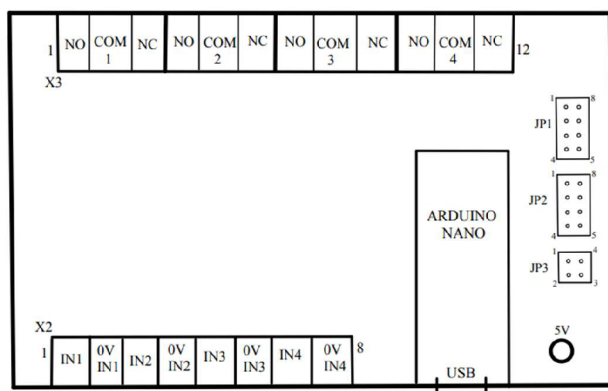 1 NO COM 1 NC NO COM 2 NC NO COM 3 NC NO COM 4 NC 12
X3
1 8
JP1
4 5
1 8
JP2
4 5
1 4
JP3
2 3
ARDUINO
NANO
5V
X2
1 IN1 0V IN1 IN2 0V IN2 IN3 0V IN3 IN4 0V IN4 8
USB